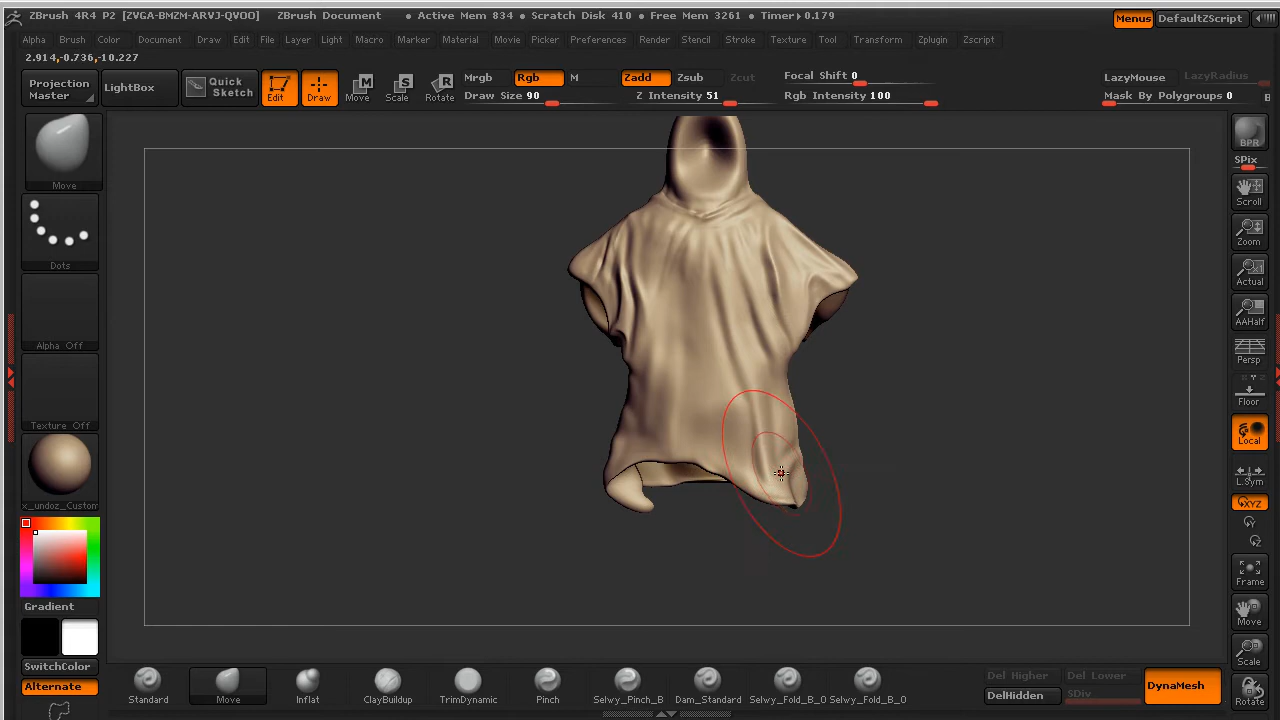 ZBrush 4R4 P2 [ZVGA-BMZM-ARVJ-QVOO] ZBrush Document • Active Mem 834 • Scratch Disk 410 • Free Mem 3261 • Timer▸0.179 Menus DefaultZScript
Alpha Brush Color Document Draw Edit File Layer Light Macro Marker Material Movie Picker Preferences Render Stencil Stroke Texture Tool Transform Zplugin Zscript
2.914,-0.736,-10.227
Projection Master LightBox Quick Sketch Edit Draw Move Scale Rotate
Mrgb Rgb M Zadd Zsub Zcut Focal Shift 0 LazyMouse LazyRadius
Draw Size 90 Z Intensity 51 Rgb Intensity 100 Mask By Polygroups 0
Move
Dots
Alpha Off
Texture Off
x_undoz_Custom
Gradient
SwitchColor
Alternate
BPR
SPix
Scroll
Zoom
Actual
AAHalf
Persp
Floor
Local
L.Sym
XYZ
Y
Z
Frame
Move
Scale
Rotate
Standard Move Inflat ClayBuildup TrimDynamic Pinch Selwy_Pinch_B Dam_Standard Selwy_Fold_B_0 Selwy_Fold_B_0
Del Higher Del Lower DynaMesh
DelHidden SDiv